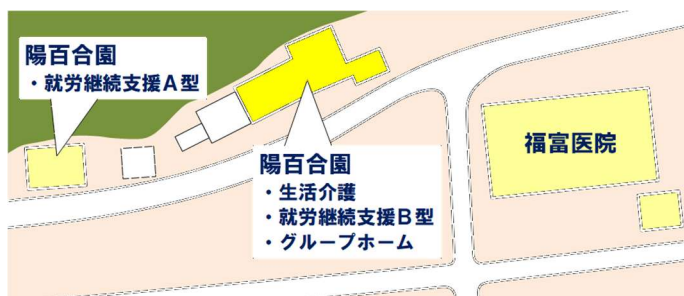 陽百合園
・就労継続支援A型
陽百合園
・生活介護
・就労継続支援B型
・グループホーム
福富医院